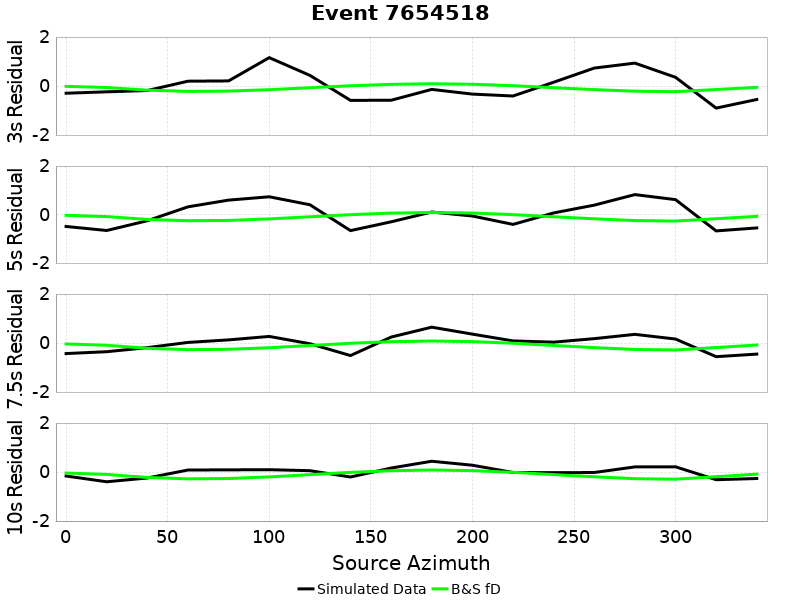 Event 7654518
3s Residual
2
0
-2
5s Residual
2
0
-2
7.5s Residual
2
0
-2
10s Residual
2
0
-2
0 50 100 150 200 250 300
Source Azimuth
Simulated Data B&S fD